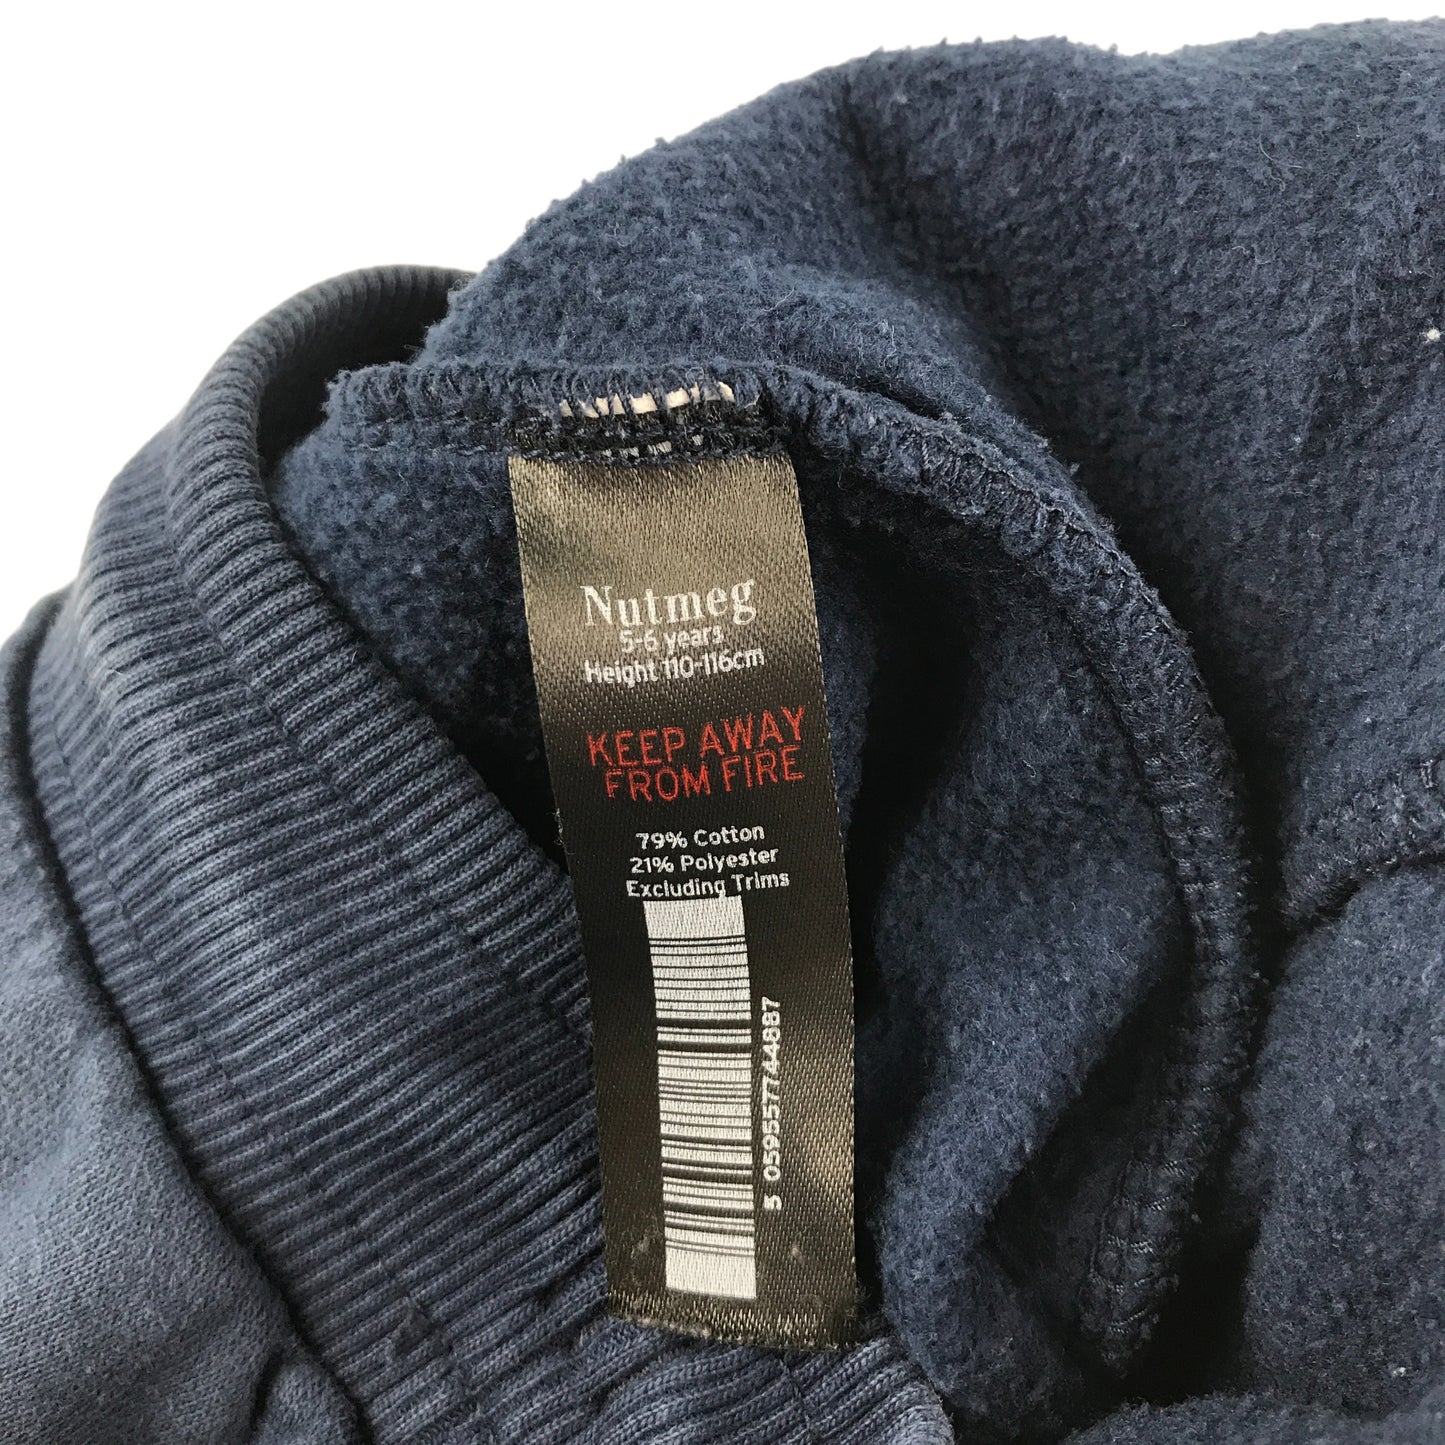 Nutmeg
5-6 years
Height 110-116cm
KEEP AWAY
FROM FIRE
79% Cotton
21% Polyester
Excluding Trims
5 059557744887